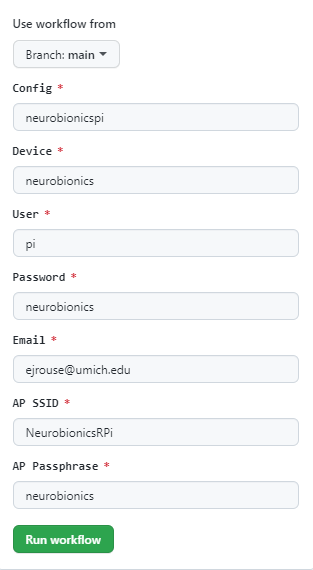 Use workflow from
Branch: main
Config *
neurobionicspi
Device *
neurobionics
User *
pi
Password *
neurobionics
Email *
ejrouse@umich.edu
AP SSID *
NeurobionicsRPi
AP Passphrase *
neurobionics
Run workflow